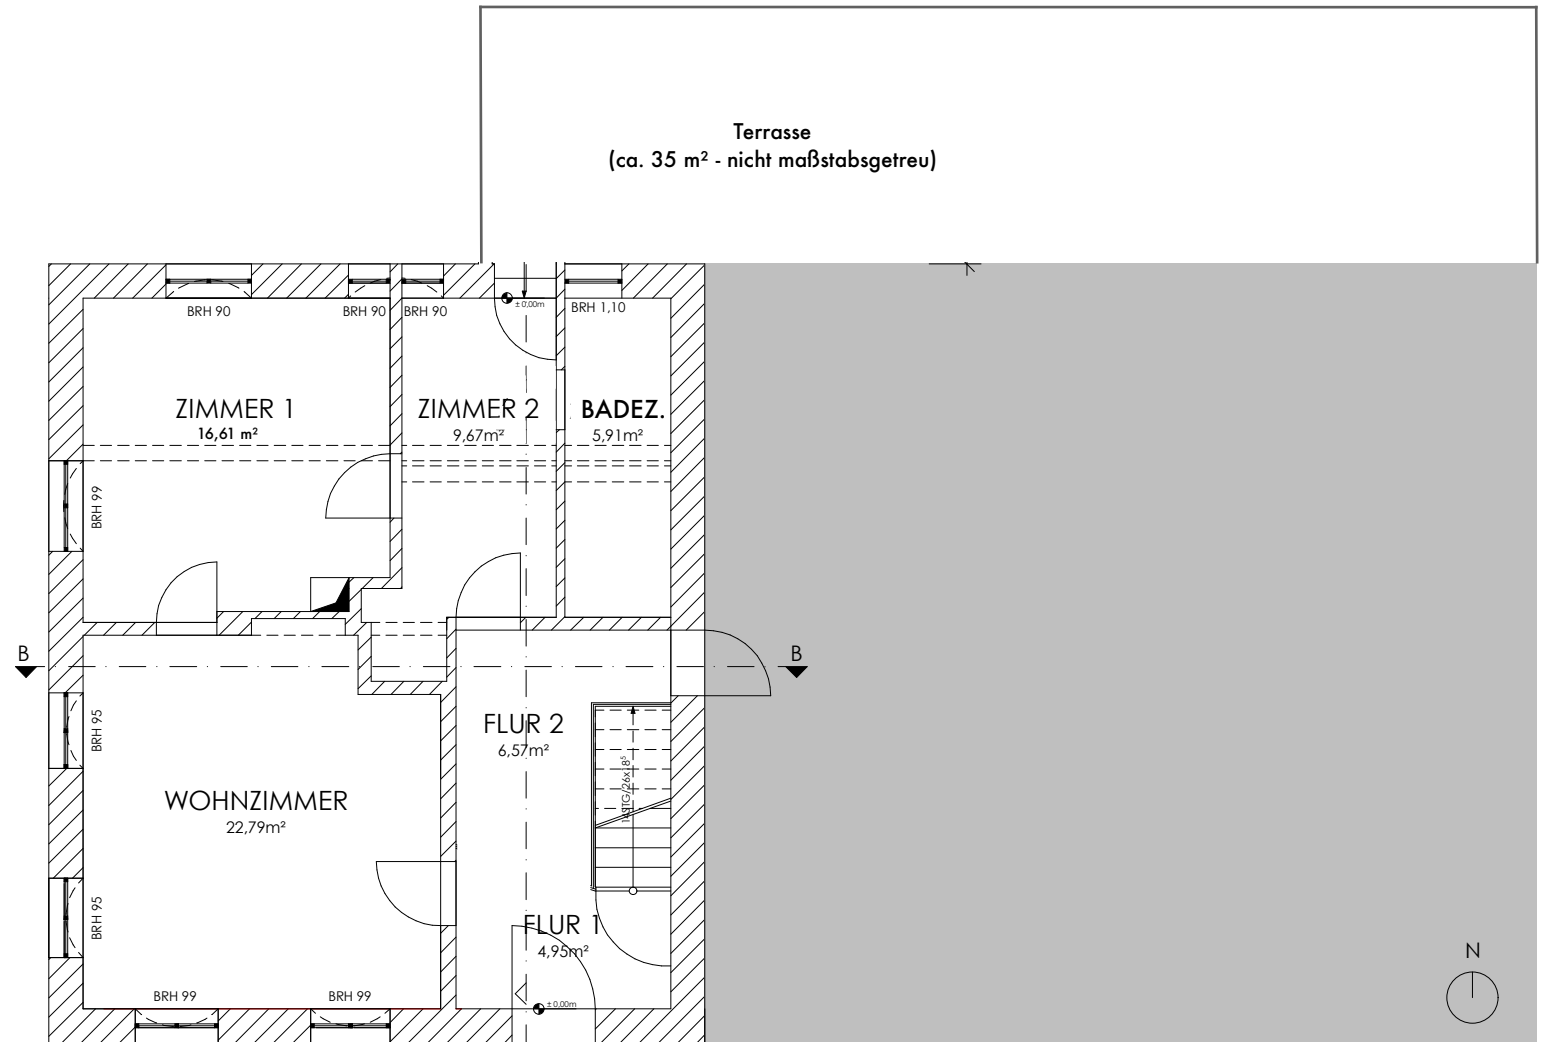 Terrasse
(ca. 35 m² - nicht maßstabsgetreu)
BRH 90
BRH 90
BRH 90
± 0,00m
BRH 1,10
ZIMMER 1
16,61 m²
ZIMMER 2
9,67m²
BADEZ.
5,91m²
BRH 99
B
B
BRH 95
FLUR 2
6,57m²
WOHNZIMMER
22,79m²
BRH 95
FLUR 1
4,95m²
BRH 99
BRH 99
± 0,00m
N